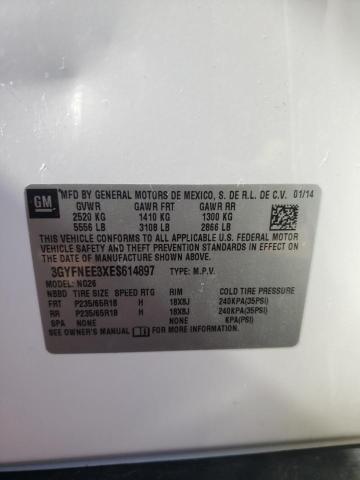 GM
MFD BY GENERAL MOTORS DE MEXICO, S. DE R.L. DE C.V. 01/14
GVWR GAWR FRT GAWR RR
2520 KG 1410 KG 1300 KG
5556 LB 3108 LB 2866 LB
THIS VEHICLE CONFORMS TO ALL APPLICABLE U.S. FEDERAL MOTOR
VEHICLE SAFETY AND THEFT PREVENTION STANDARDS IN EFFECT ON THE
DATE OF MANUFACTURE SHOWN ABOVE.
3GYFNEE3XES614897 TYPE: M.P.V.
MODEL: NG26
NBBD TIRE SIZE SPEED RTG RIM COLD TIRE PRESSURE
FRT P235/65R18 H 18X8J 240KPA(35PSI)
RR P235/65R18 H 18X8J 240KPA(35PSI)
SPA NONE NONE KPA(PSI)
SEE OWNER'S MANUAL FOR ADDITIONAL INFORMATION.